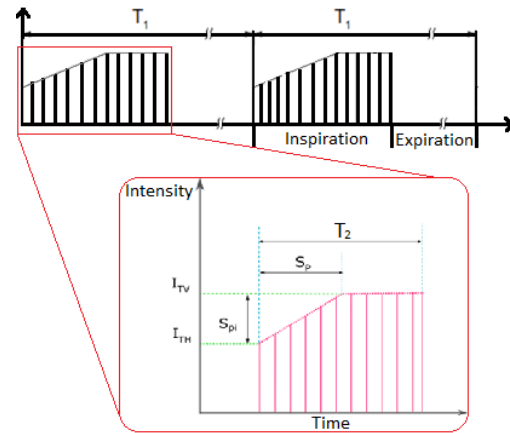 T1 T1
Inspiration Expiration
Intensity
T2
Sp
ITV
Spi
ITH
Time